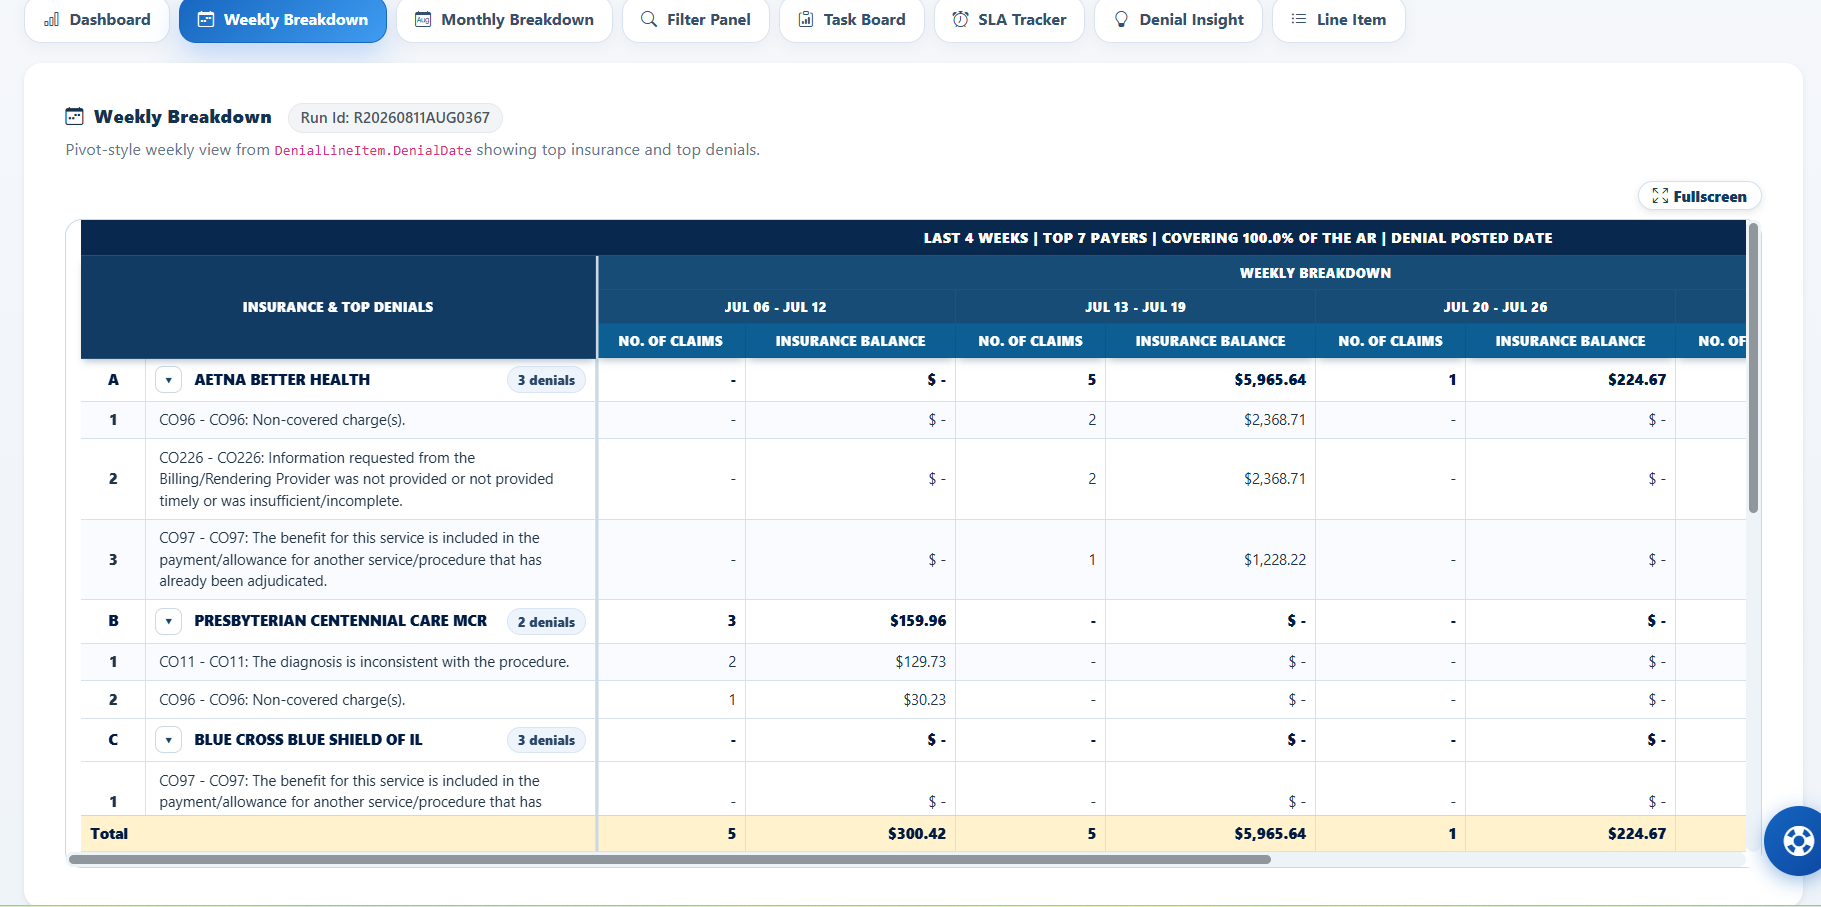 Dashboard
Weekly Breakdown
Aug
Monthly Breakdown
Filter Panel
Task Board
SLA Tracker
Denial Insight
Line Item
Weekly Breakdown
Run Id: R20260811AUG0367
Pivot-style weekly view from DenialLineItem.DenialDate showing top insurance and top denials.
Fullscreen
LAST 4 WEEKS | TOP 7 PAYERS | COVERING 100.0% OF THE AR | DENIAL POSTED DATE
INSURANCE & TOP DENIALS
WEEKLY BREAKDOWN
JUL 06 - JUL 12 JUL 13 - JUL 19 JUL 20 - JUL 26
NO. OF CLAIMS INSURANCE BALANCE NO. OF CLAIMS INSURANCE BALANCE NO. OF CLAIMS INSURANCE BALANCE NO. OF
A AETNA BETTER HEALTH 3 denials - $ - 5 $5,965.64 1 $224.67
1 CO96 - CO96: Non-covered charge(s). - $ - 2 $2,368.71 - $ -
2 CO226 - CO226: Information requested from the
Billing/Rendering Provider was not provided or not provided
timely or was insufficient/incomplete. - $ - 2 $2,368.71 - $ -
3 CO97 - CO97: The benefit for this service is included in the
payment/allowance for another service/procedure that has
already been adjudicated. - $ - 1 $1,228.22 - $ -
B PRESBYTERIAN CENTENNIAL CARE MCR 2 denials 3 $159.96 - $ - - $ -
1 CO11 - CO11: The diagnosis is inconsistent with the procedure. 2 $129.73 - $ - - $ -
2 CO96 - CO96: Non-covered charge(s). 1 $30.23 - $ - - $ -
C BLUE CROSS BLUE SHIELD OF IL 3 denials - $ - - $ - - $ -
1 CO97 - CO97: The benefit for this service is included in the
payment/allowance for another service/procedure that has - $ - - $ - - $ -
Total 5 $300.42 5 $5,965.64 1 $224.67